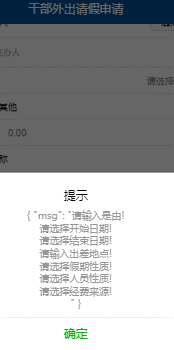 干部外出请假申请
办人
请选择
其他
0.00
称
提示
{ "msg": "请输入是由!
请选择开始日期!
请选择结束日期!
请输入出差地点!
请选择假期性质!
请选择人员性质!
请选择经费来源!
" }
确定